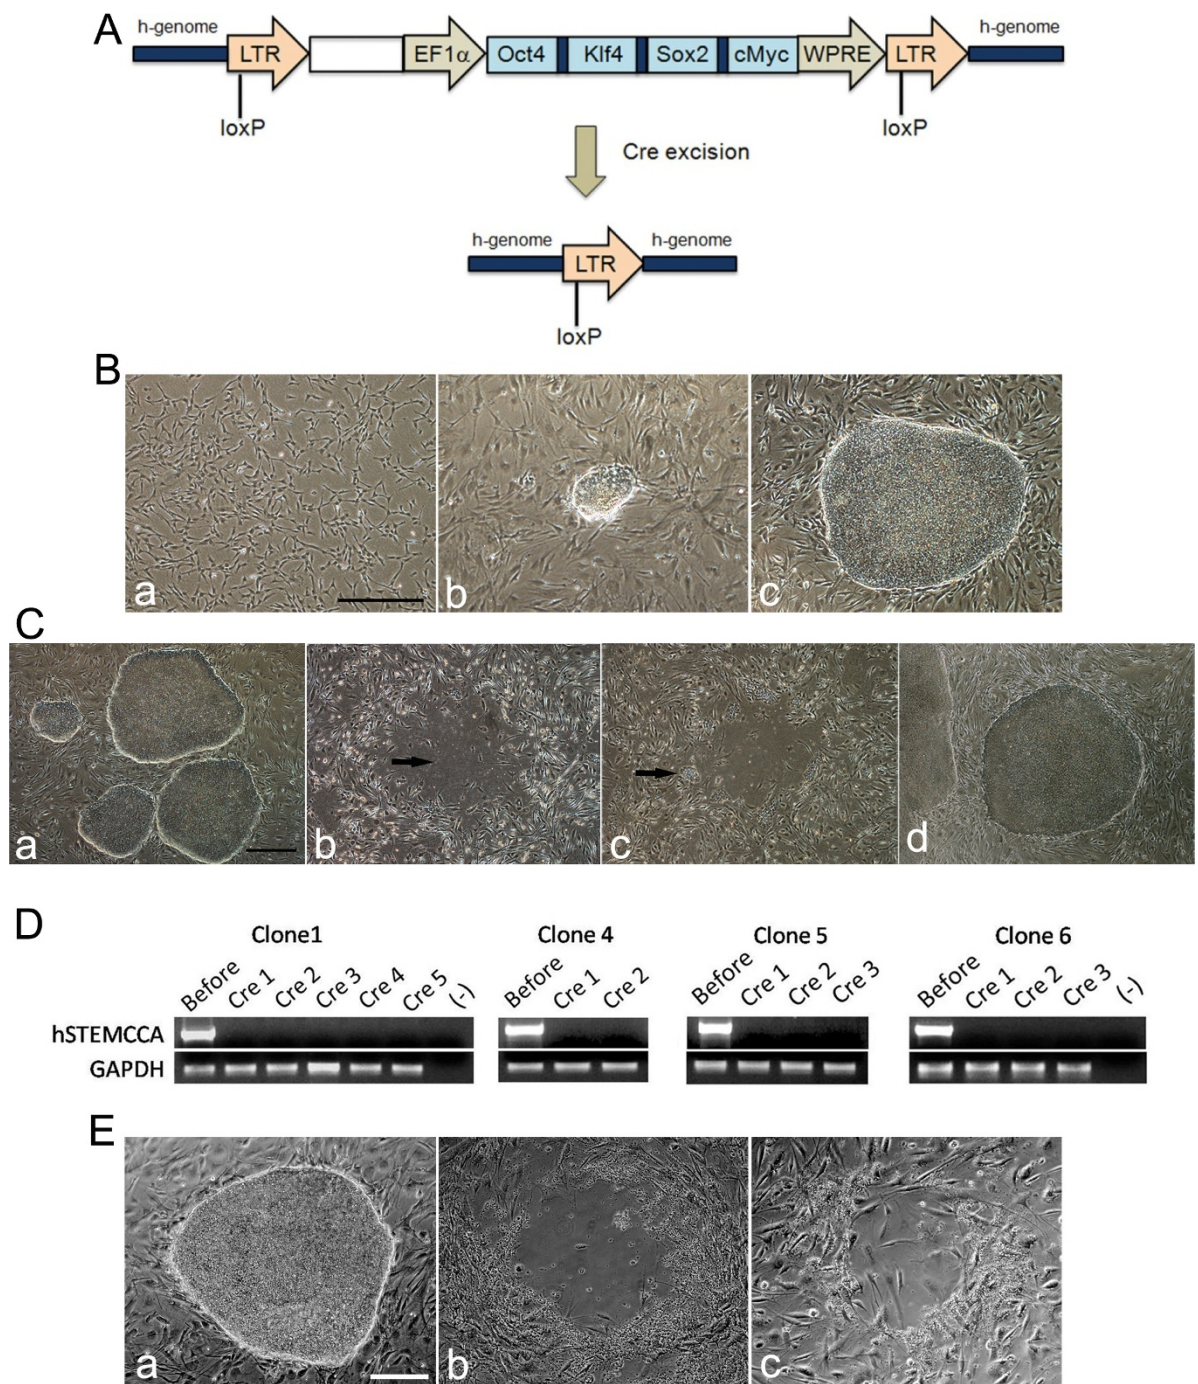 A
h-genome
h-genome
LTR
EF1α
Oct4
Klf4
Sox2
cMyc
WPRE
LTR
loxP
loxP
Cre excision
h-genome
h-genome
LTR
loxP
B
a
b
c
C
a
b
c
d
D
Clone1
Clone 4
Clone 5
Clone 6
Before Cre 1 Cre 2 Cre 3 Cre 4 Cre 5 (-)
Before Cre 1 Cre 2
Before Cre 1 Cre 2 Cre 3
Before Cre 1 Cre 2 Cre 3 (-)
hSTEMCCA
GAPDH
E
a
b
c